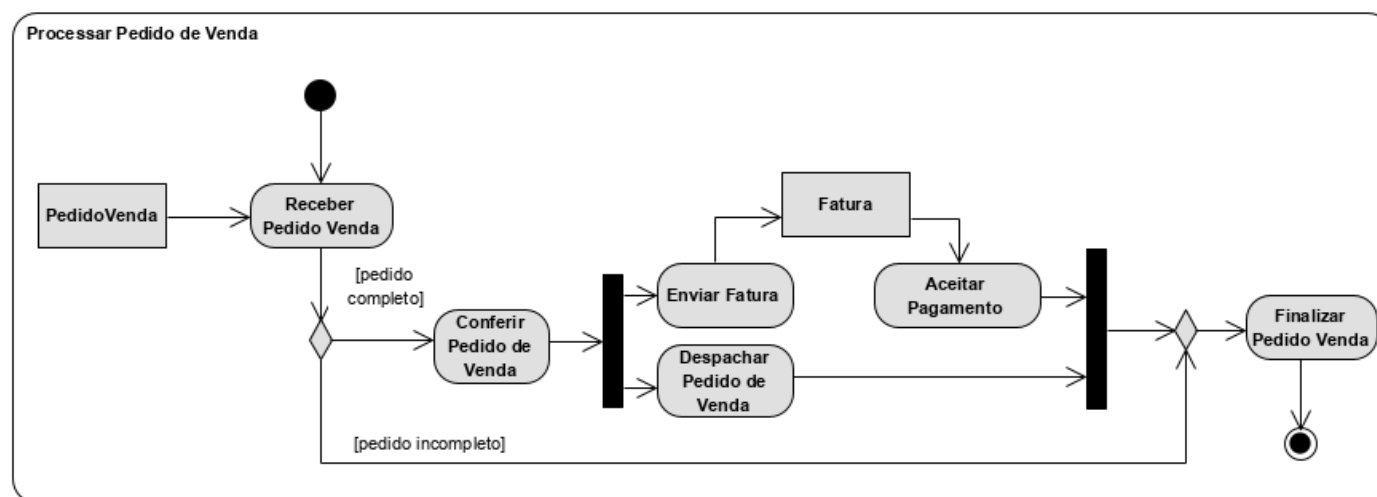 Processar Pedido de Venda
PedidoVenda
Receber
Pedido Venda
[pedido
completo]
Conferir
Pedido de
Venda
Enviar Fatura
Fatura
Aceitar
Pagamento
Despachar
Pedido de
Venda
Finalizar
Pedido Venda
[pedido incompleto]